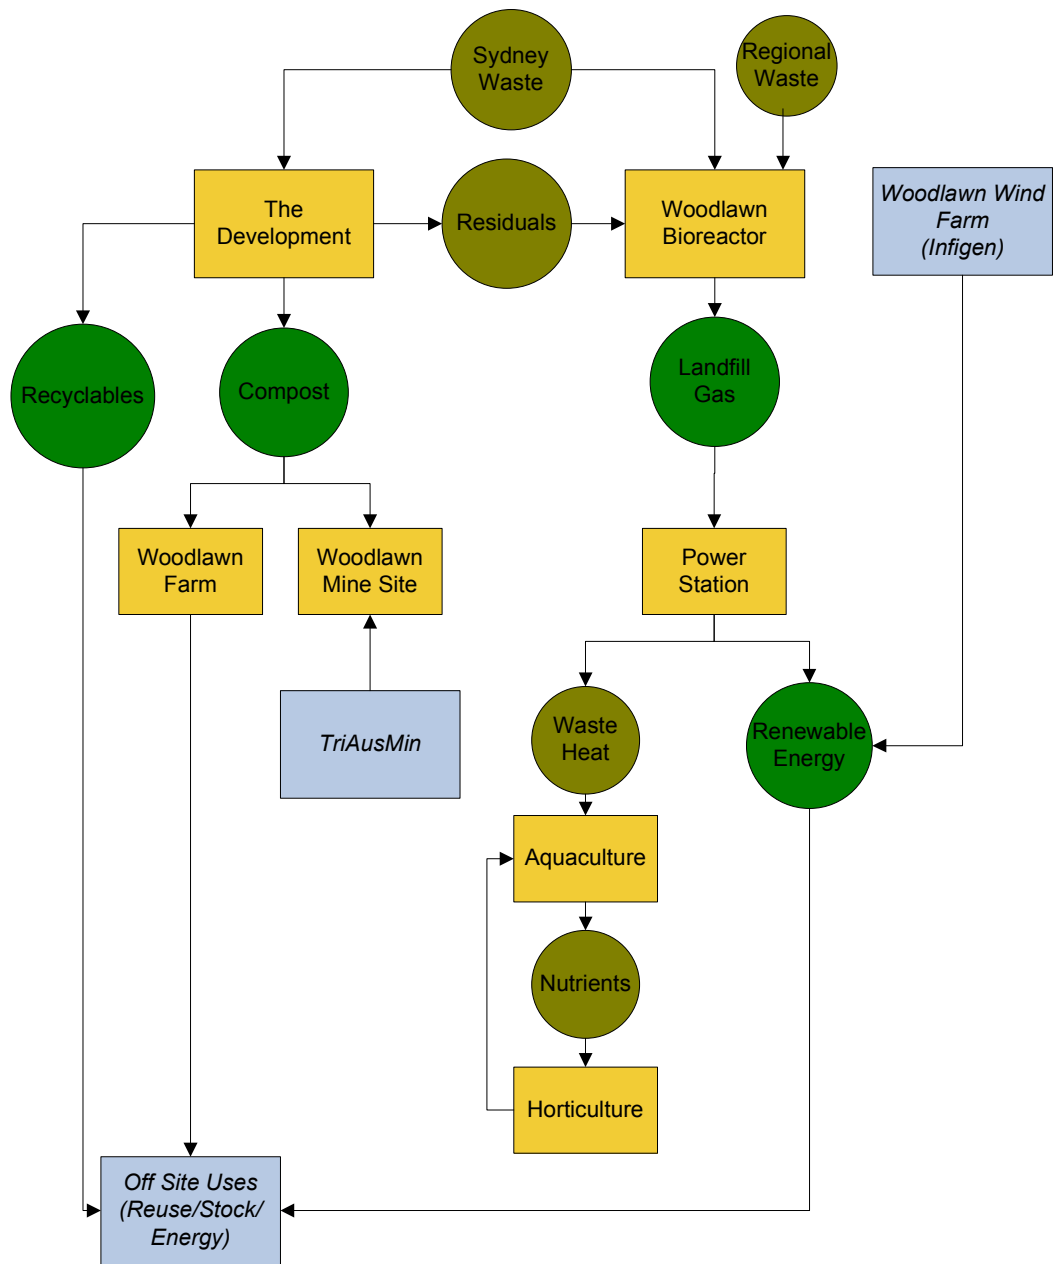 Sydney
Waste
Regional
Waste
The
Development
Residuals
Woodlawn
Bioreactor
Woodlawn Wind
Farm
(Infigen)
Recyclables
Compost
Landfill
Gas
Woodlawn
Farm
Woodlawn
Mine Site
Power
Station
TriAusMin
Waste
Heat
Renewable
Energy
Aquaculture
Nutrients
Horticulture
Off Site Uses
(Reuse/Stock/
Energy)